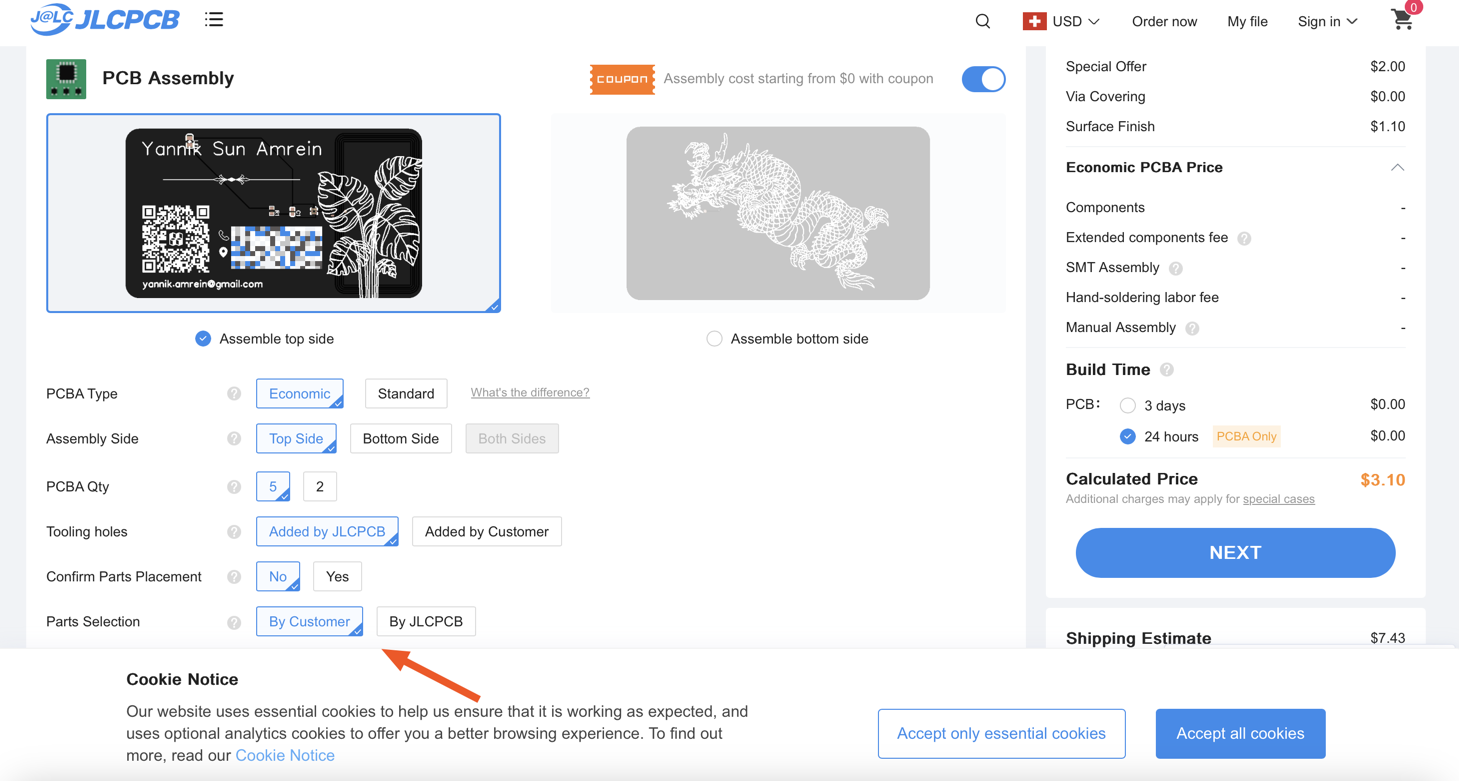 J@LC JLCPCB
USD
Order now
My file
Sign in
0
PCB Assembly
coupon
Assembly cost starting from $0 with coupon
Yannik Sun Amrein
yannik.amrein@gmail.com
Assemble top side
Assemble bottom side
PCBA Type ? Economic Standard What's the difference?
Assembly Side ? Top Side Bottom Side Both Sides
PCBA Qty ? 5 2
Tooling holes ? Added by JLCPCB Added by Customer
Confirm Parts Placement ? No Yes
Parts Selection ? By Customer By JLCPCB
Special Offer $2.00
Via Covering $0.00
Surface Finish $1.10
Economic PCBA Price
Components -
Extended components fee ? -
SMT Assembly ? -
Hand-soldering labor fee -
Manual Assembly ? -
Build Time ?
PCB: 3 days $0.00
24 hours PCBA Only $0.00
Calculated Price $3.10
Additional charges may apply for special cases
NEXT
Shipping Estimate $7.43
Cookie Notice
Our website uses essential cookies to help us ensure that it is working as expected, and
uses optional analytics cookies to offer you a better browsing experience. To find out
more, read our Cookie Notice
Accept only essential cookies
Accept all cookies